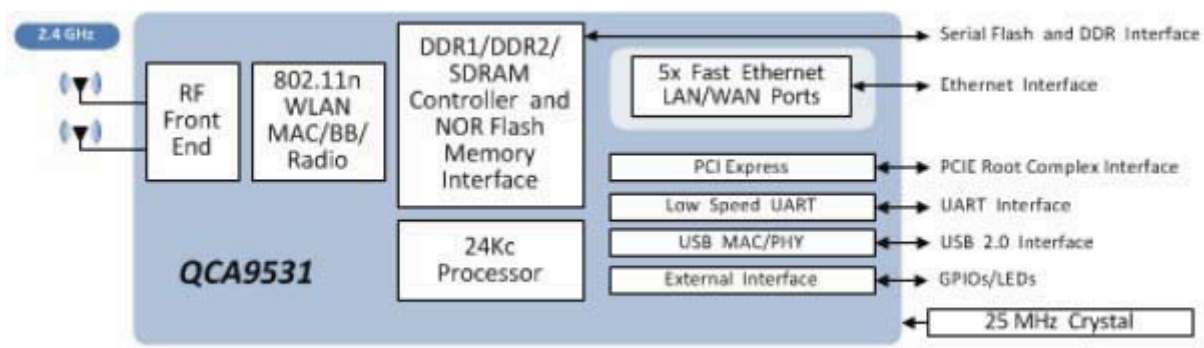 2.4 GHz
RF
Front
End
802.11n
WLAN
MAC/BB/
Radio
DDR1/DDR2/
SDRAM
Controller and
NOR Flash
Memory
Interface
24Kc
Processor
QCA9531
5x Fast Ethernet
LAN/WAN Ports
PCI Express
Low Speed UART
USB MAC/PHY
External Interface
Serial Flash and DDR Interface
Ethernet Interface
PCIE Root Complex Interface
UART Interface
USB 2.0 Interface
GPIOs/LEDs
25 MHz Crystal